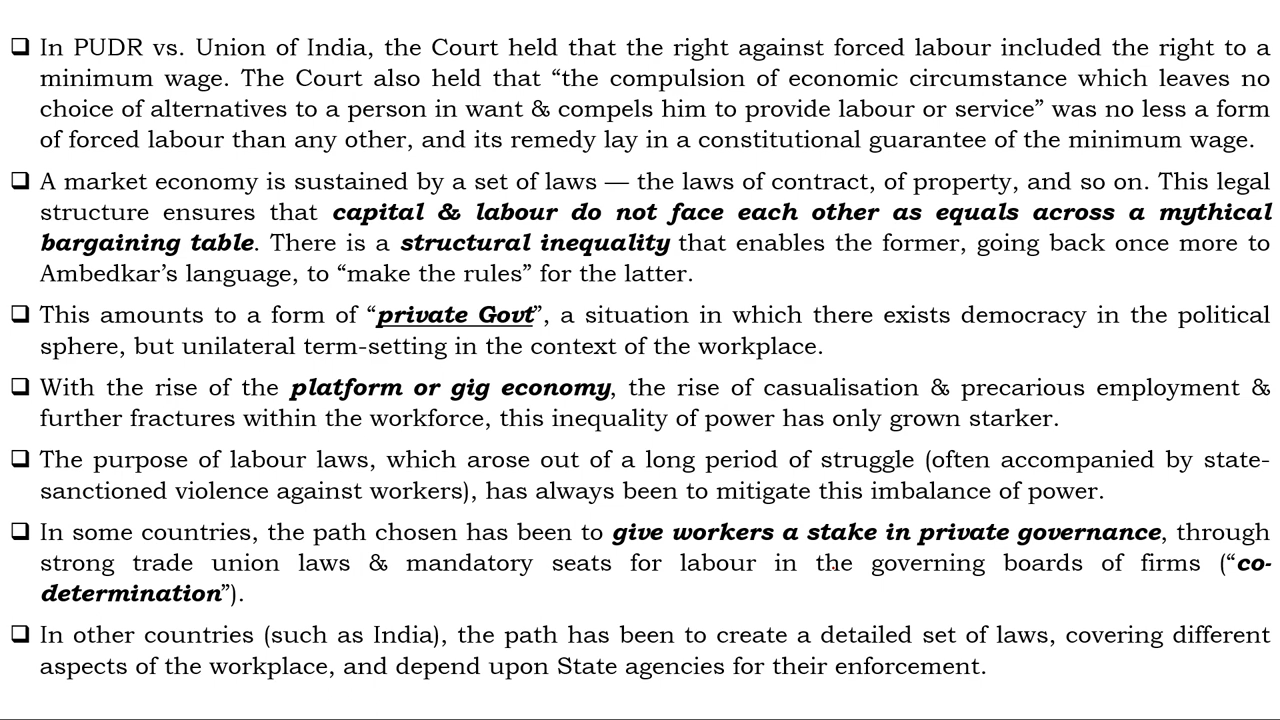 ❑ In PUDR vs. Union of India, the Court held that the right against forced labour included the right to a
minimum wage. The Court also held that “the compulsion of economic circumstance which leaves no
choice of alternatives to a person in want & compels him to provide labour or service” was no less a form
of forced labour than any other, and its remedy lay in a constitutional guarantee of the minimum wage.
❑ A market economy is sustained by a set of laws — the laws of contract, of property, and so on. This legal
structure ensures that capital & labour do not face each other as equals across a mythical
bargaining table. There is a structural inequality that enables the former, going back once more to
Ambedkar’s language, to “make the rules” for the latter.
❑ This amounts to a form of “private Govt”, a situation in which there exists democracy in the political
sphere, but unilateral term-setting in the context of the workplace.
❑ With the rise of the platform or gig economy, the rise of casualisation & precarious employment &
further fractures within the workforce, this inequality of power has only grown starker.
❑ The purpose of labour laws, which arose out of a long period of struggle (often accompanied by state-
sanctioned violence against workers), has always been to mitigate this imbalance of power.
❑ In some countries, the path chosen has been to give workers a stake in private governance, through
strong trade union laws & mandatory seats for labour in the governing boards of firms (“co-
determination”).
❑ In other countries (such as India), the path has been to create a detailed set of laws, covering different
aspects of the workplace, and depend upon State agencies for their enforcement.